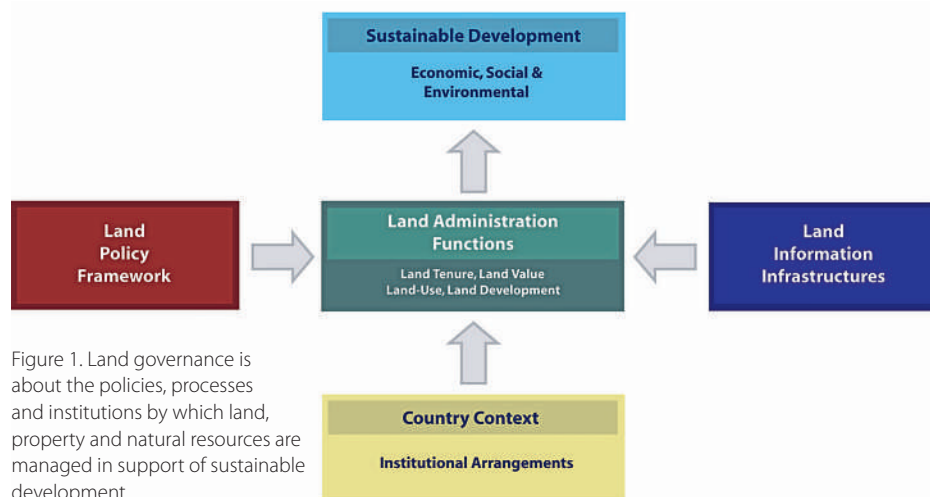 Sustainable Development
Economic, Social &
Environmental
Land
Policy
Framework
Land Administration
Functions
Land Tenure, Land Value
Land-Use, Land Development
Land
Information
Infrastructures
Figure 1. Land governance is
about the policies, processes
and institutions by which land,
property and natural resources are
managed in support of sustainable
development
Country Context
Institutional Arrangements